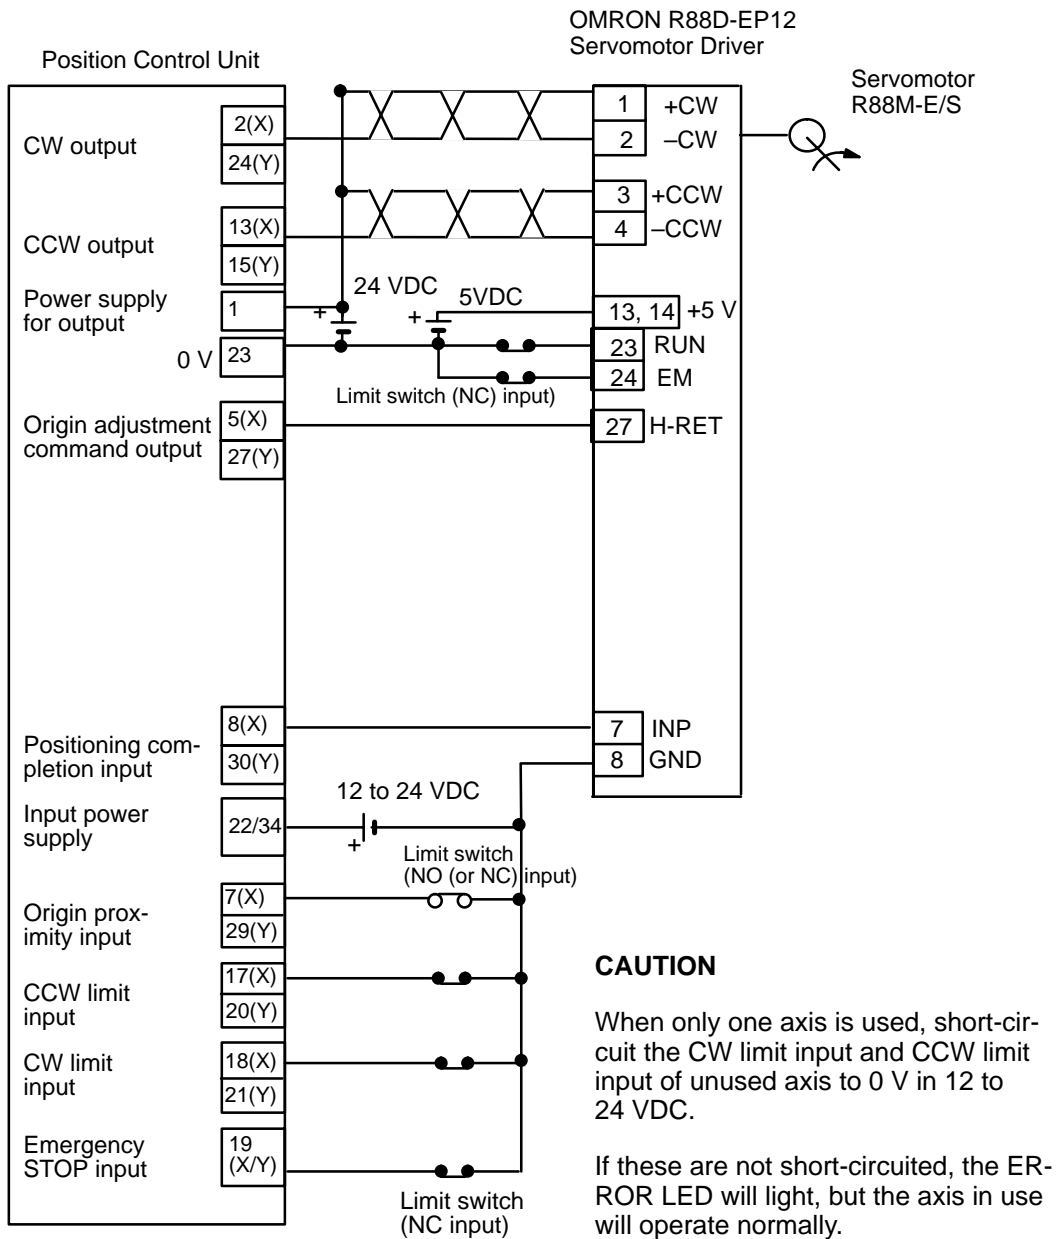 OMRON R88D-EP12
Servomotor Driver
Position Control Unit
Servomotor
R88M-E/S
CW output
2(X)
24(Y)
1 +CW
2 –CW
CCW output
13(X)
15(Y)
3 +CCW
4 –CCW
Power supply
for output
1
24 VDC
+
5VDC
+
13, 14 +5 V
0 V 23
23 RUN
24 EM
Limit switch (NC) input)
Origin adjustment
command output
5(X)
27(Y)
27 H-RET
Positioning com-
pletion input
8(X)
30(Y)
7 INP
8 GND
Input power
supply
22/34
12 to 24 VDC
+
Limit switch
(NO (or NC) input)
Origin prox-
imity input
7(X)
29(Y)
CCW limit
input
17(X)
20(Y)
CW limit
input
18(X)
21(Y)
Emergency
STOP input
19
(X/Y)
Limit switch
(NC input)
CAUTION
When only one axis is used, short-cir-
cuit the CW limit input and CCW limit
input of unused axis to 0 V in 12 to
24 VDC.
If these are not short-circuited, the ER-
ROR LED will light, but the axis in use
will operate normally.